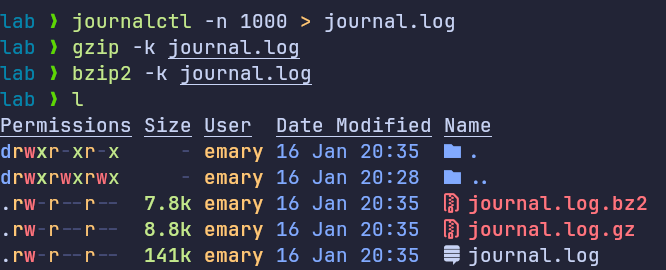 lab ❯ journalctl -n 1000 > journal.log
lab ❯ gzip -k journal.log
lab ❯ bzip2 -k journal.log
lab ❯ l
Permissions Size User Date Modified Name
drwxr-xr-x - emary 16 Jan 20:35 .
drwxrwxrwx - emary 16 Jan 20:28 ..
.rw-r--r-- 7.8k emary 16 Jan 20:35 journal.log.bz2
.rw-r--r-- 8.8k emary 16 Jan 20:35 journal.log.gz
.rw-r--r-- 141k emary 16 Jan 20:35 journal.log